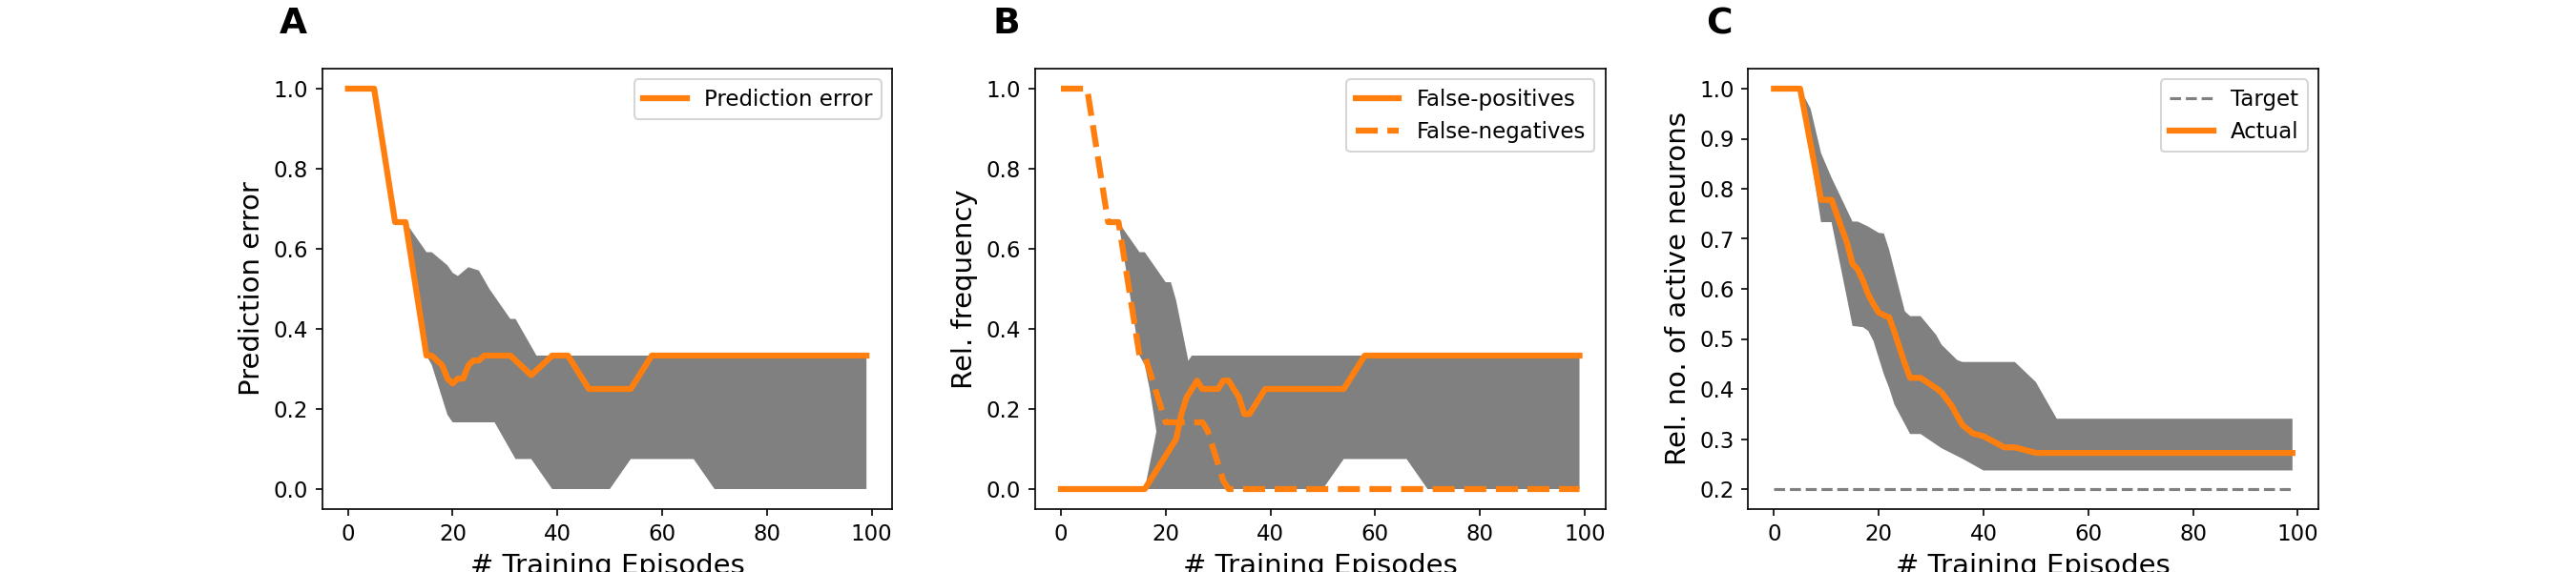 A
Prediction error
1.0
0.8
0.6
0.4
0.2
0.0
Prediction error
0 20 40 60 80 100
# Training Episodes
B
Rel. frequency
1.0
0.8
0.6
0.4
0.2
0.0
False-positives
False-negatives
0 20 40 60 80 100
# Training Episodes
C
Rel. no. of active neurons
1.0
0.9
0.8
0.7
0.6
0.5
0.4
0.3
0.2
Target
Actual
0 20 40 60 80 100
# Training Episodes